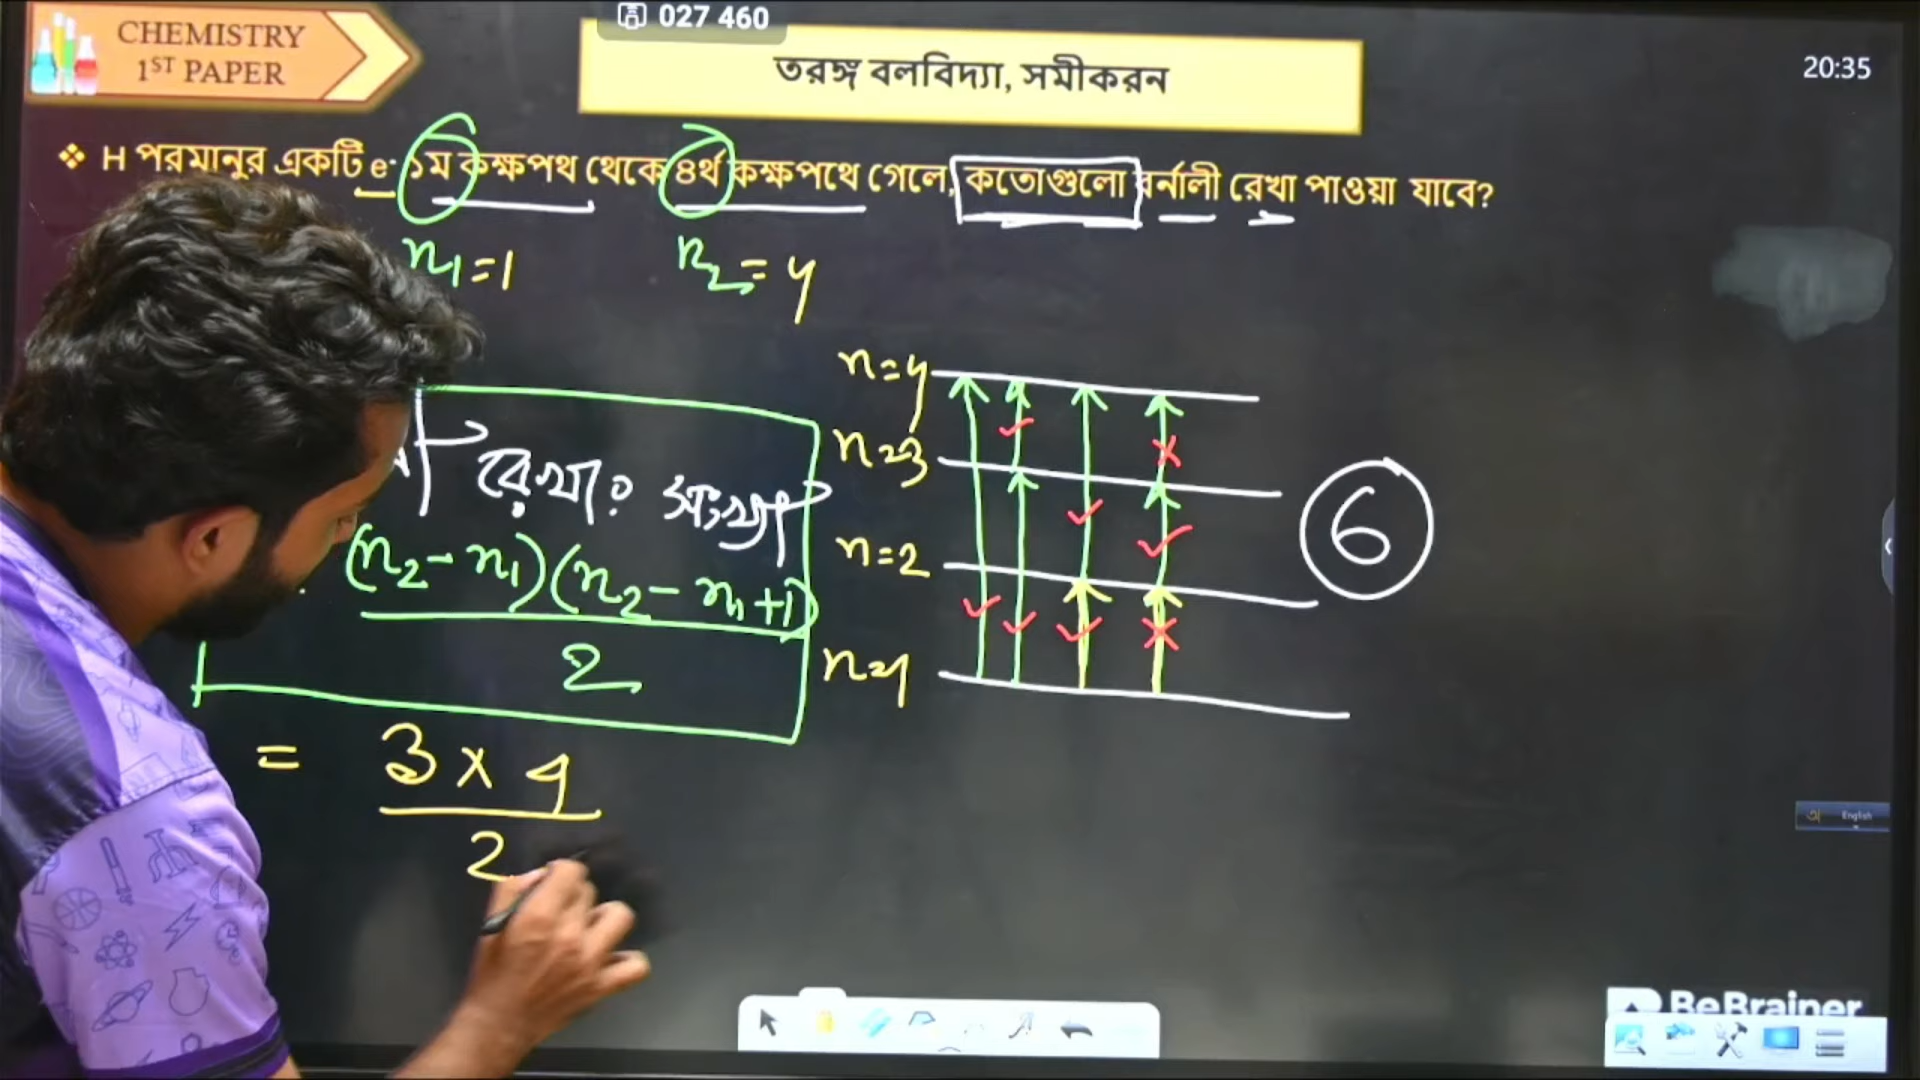 CHEMISTRY
1ST PAPER
027 460
তরঙ্গ বলবিদ্যা, সমীকরন
20:35
❖ H পরমানুর একটি e- ১ম কক্ষপথ থেকে ৪র্থ কক্ষপথে গেলে, কতোগুলো বর্নালী রেখা পাওয়া যাবে?
n1 = 1
n2 = 4
রেখার সংখ্যা
(n2 - n1)(n2 - n1 + 1)
2
= 3 x 4
2
n=4
n=3
n=2
n=1
6
অ English
BeBrainer